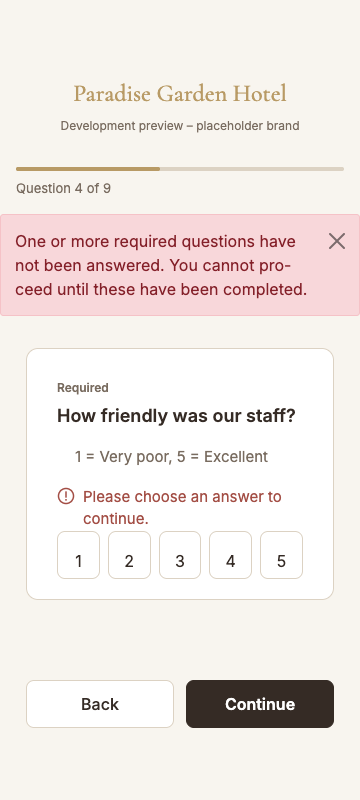 Paradise Garden Hotel
Development preview – placeholder brand
Question 4 of 9
One or more required questions have
not been answered. You cannot pro-
ceed until these have been completed.
Required
How friendly was our staff?
1 = Very poor, 5 = Excellent
Please choose an answer to
continue.
1 2 3 4 5
Back Continue